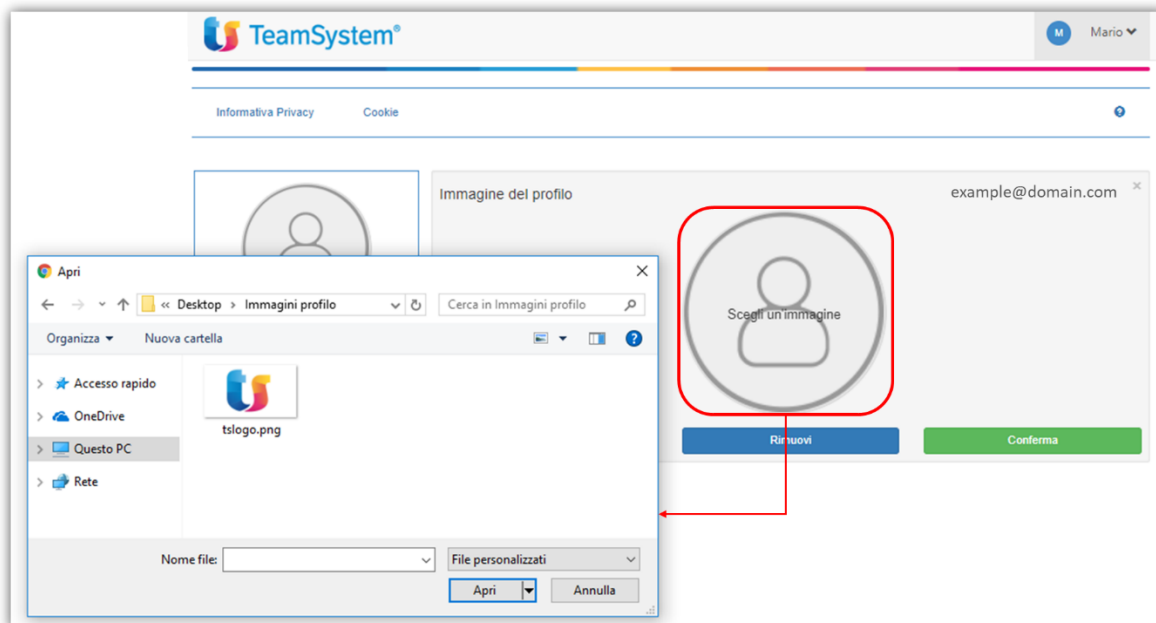 TeamSystem®
M Mario
Informativa Privacy Cookie
Immagine del profilo
example@domain.com
Scegli un'immagine
Rimuovi
Conferma
Apri
« Desktop > Immagini profilo
Cerca in Immagini profilo
Organizza
Nuova cartella
Accesso rapido
OneDrive
Questo PC
Rete
tslogo.png
Nome file:
File personalizzati
Apri
Annulla